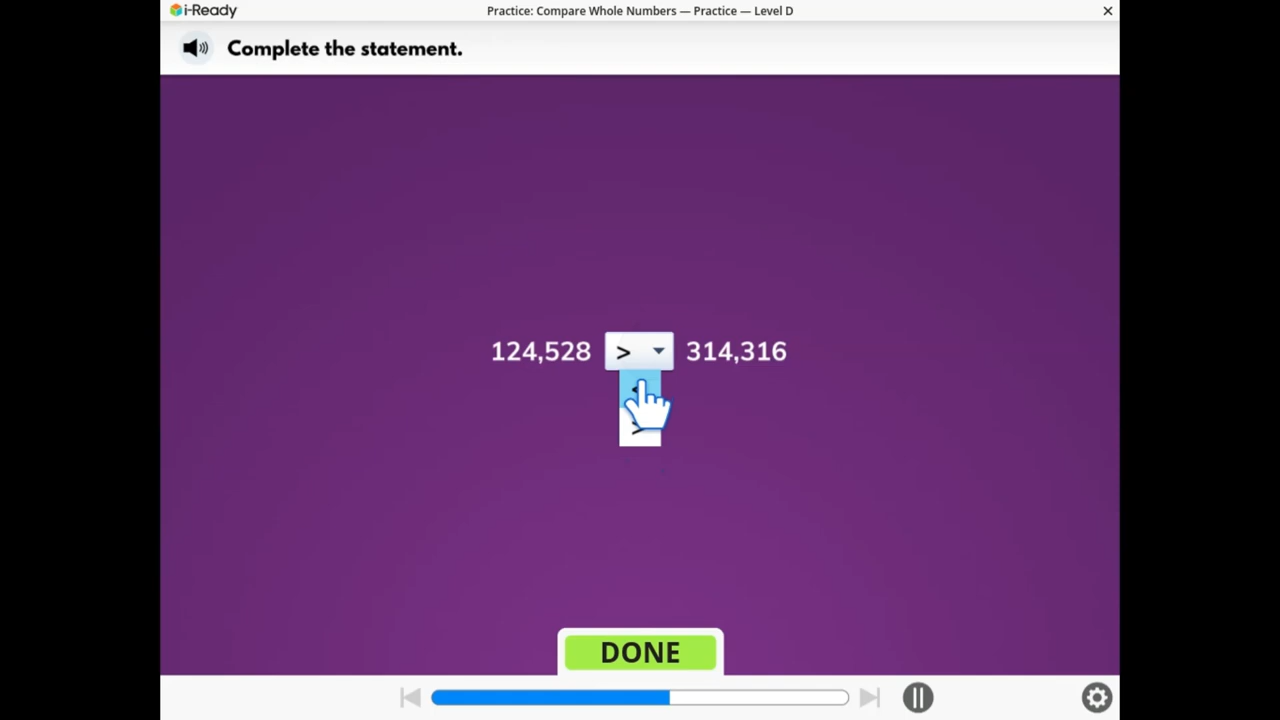 i-Ready
Practice: Compare Whole Numbers — Practice — Level D
Complete the statement.
124,528 > 314,316
>
DONE